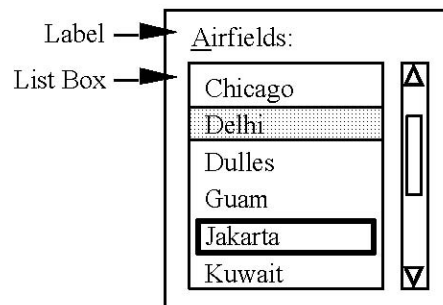 Label
Airfields:
List Box
Chicago
Delhi
Dulles
Guam
Jakarta
Kuwait